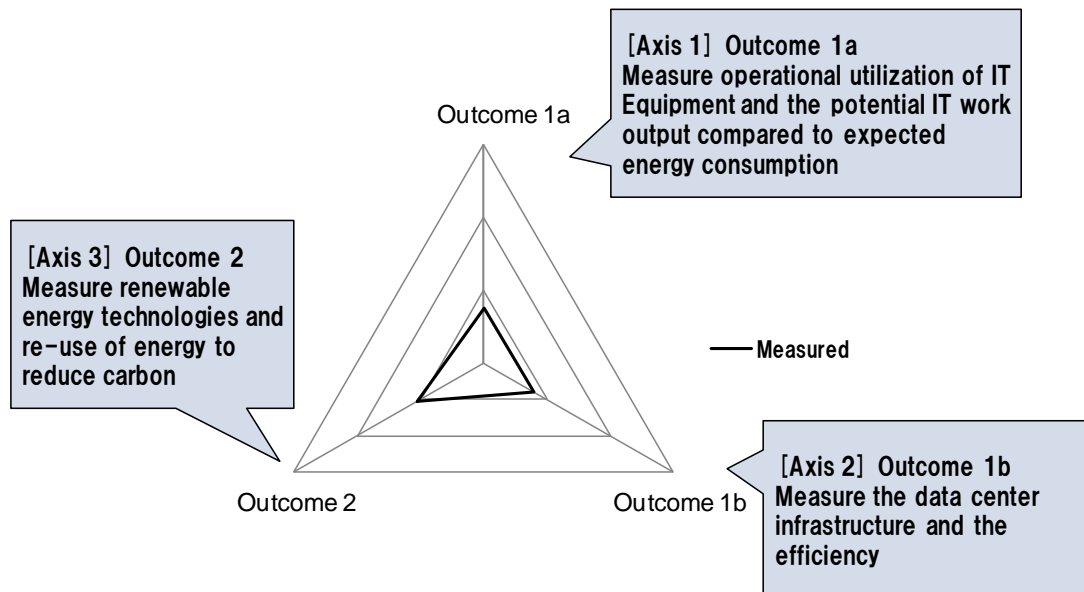 [Axis 1] Outcome 1a
Measure operational utilization of IT
Equipment and the potential IT work
output compared to expected
energy consumption
Outcome 1a
[Axis 3] Outcome 2
Measure renewable
energy technologies and
re-use of energy to
reduce carbon
Measured
Outcome 2
Outcome 1b
[Axis 2] Outcome 1b
Measure the data center
infrastructure and the
efficiency